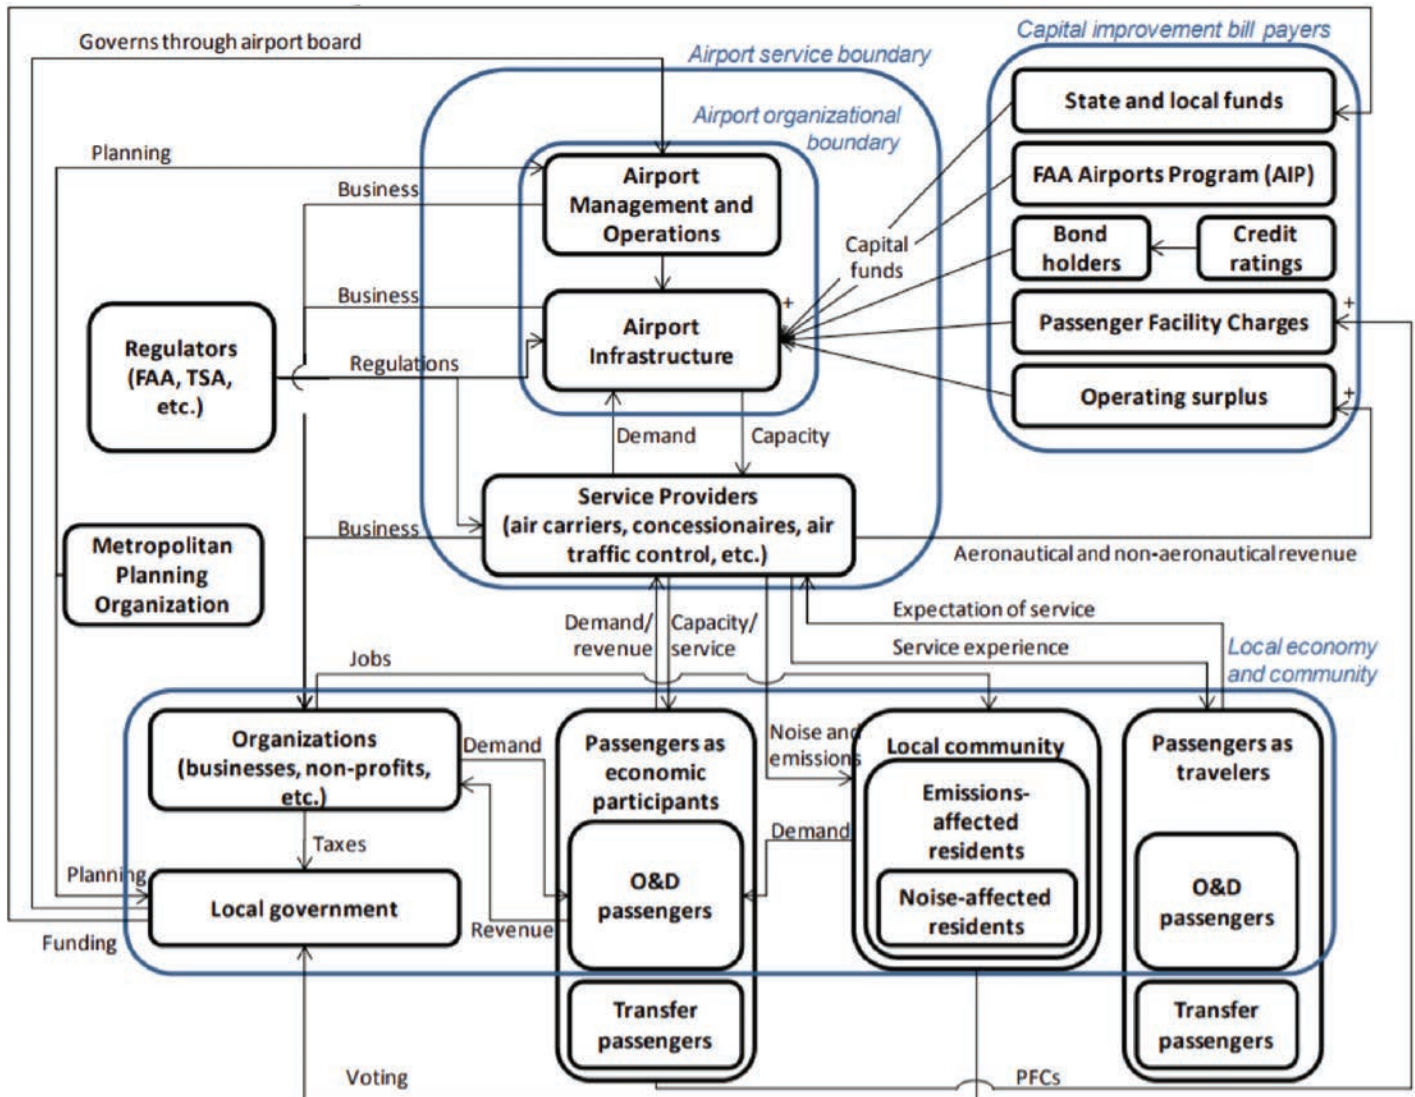 Governs through airport board
Airport service boundary
Capital improvement bill payers
State and local funds
Airport organizational
boundary
Planning
Business
Airport
Management and
Operations
FAA Airports Program (AIP)
Capital
funds
Bond
holders
Credit
ratings
Business
+
+
Airport
Infrastructure
Passenger Facility Charges
Regulators
(FAA, TSA,
etc.)
Regulations
Operating surplus
+
Demand
Capacity
Service Providers
(air carriers, concessionaires, air
traffic control, etc.)
Business
Aeronautical and non-aeronautical revenue
Metropolitan
Planning
Organization
Demand/
revenue
Capacity/
service
Expectation of service
Service experience
Local economy
and community
Jobs
Organizations
(businesses, non-profits,
etc.)
Demand
Passengers as
economic
participants
Noise and
emissions
Local community
Passengers as
travelers
Emissions-
affected
residents
Taxes
Demand
Planning
Local government
O&D
passengers
Noise-affected
residents
O&D
passengers
Revenue
Funding
Transfer
passengers
Transfer
passengers
Voting
PFCs